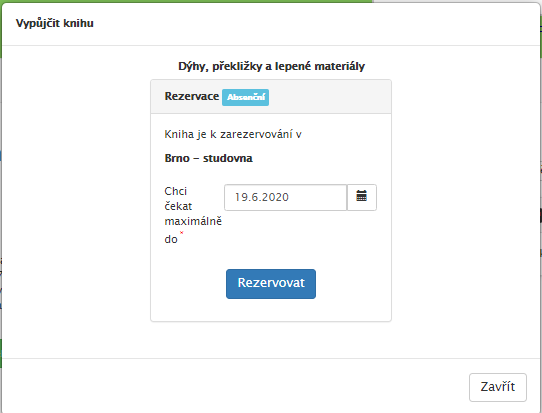 Vypůjčit knihu
Dýhy, překližky a lepené materiály
Rezervace Absenční
Kniha je k zarezervování v
Brno - studovna
Chci
čekat
maximálně
do *
19.6.2020
Rezervovat
Zavřít